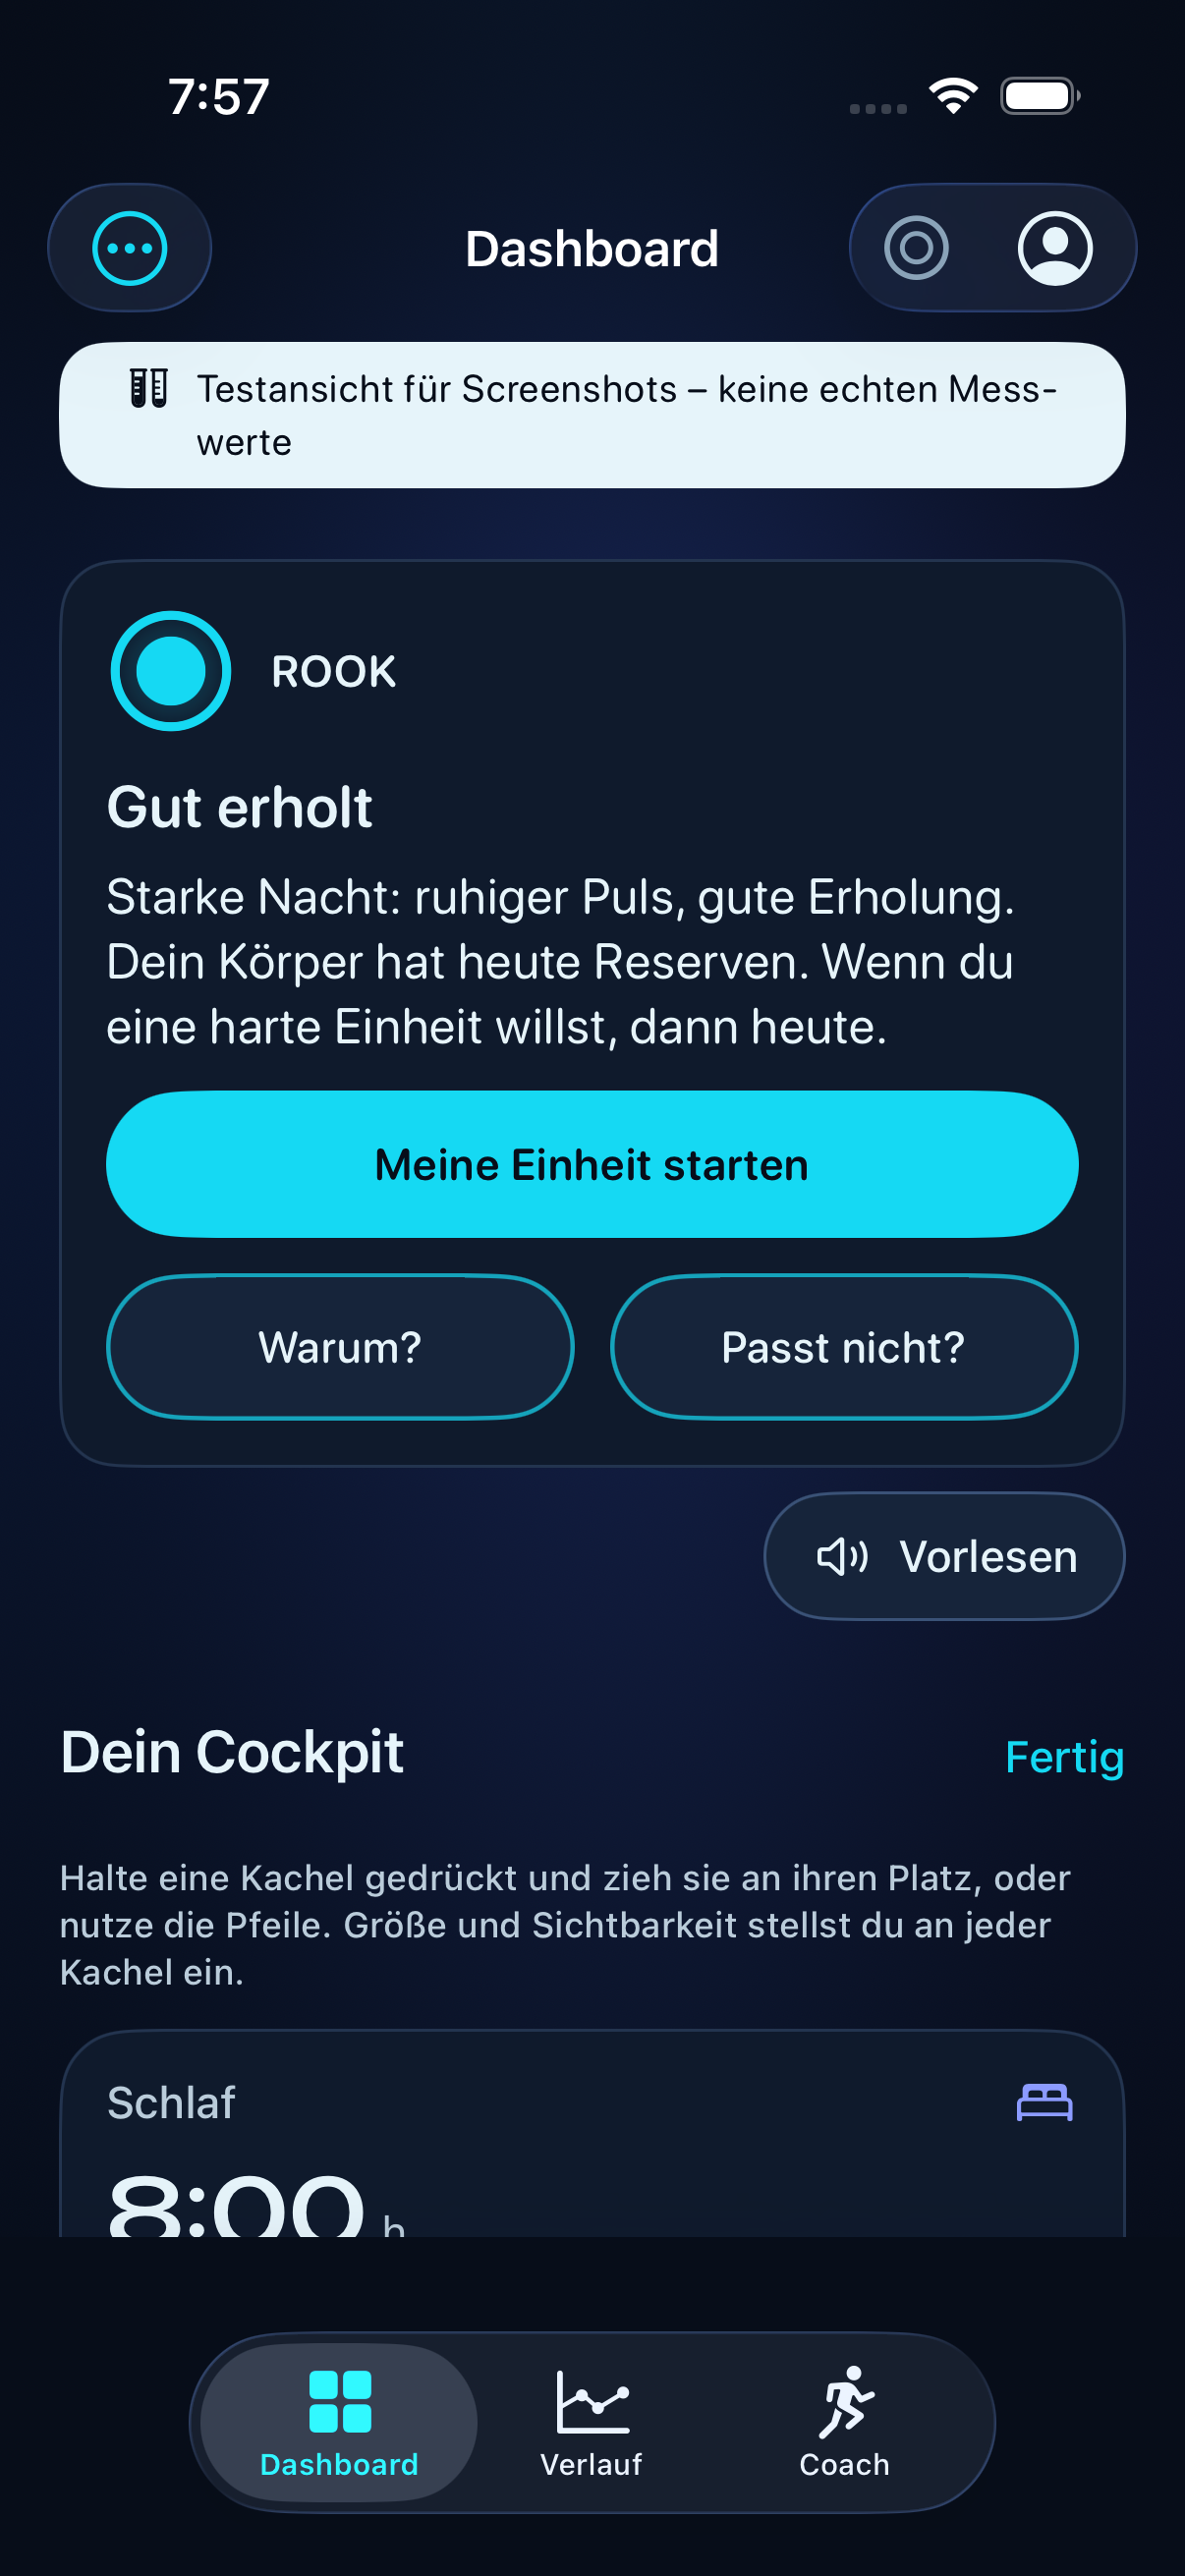 7:57
Dashboard
Testansicht für Screenshots – keine echten Mess-
werte
ROOK
Gut erholt
Starke Nacht: ruhiger Puls, gute Erholung.
Dein Körper hat heute Reserven. Wenn du
eine harte Einheit willst, dann heute.
Meine Einheit starten
Warum?
Passt nicht?
Vorlesen
Dein Cockpit
Fertig
Halte eine Kachel gedrückt und zieh sie an ihren Platz, oder
nutze die Pfeile. Größe und Sichtbarkeit stellst du an jeder
Kachel ein.
Schlaf
8:00 h
Dashboard
Verlauf
Coach